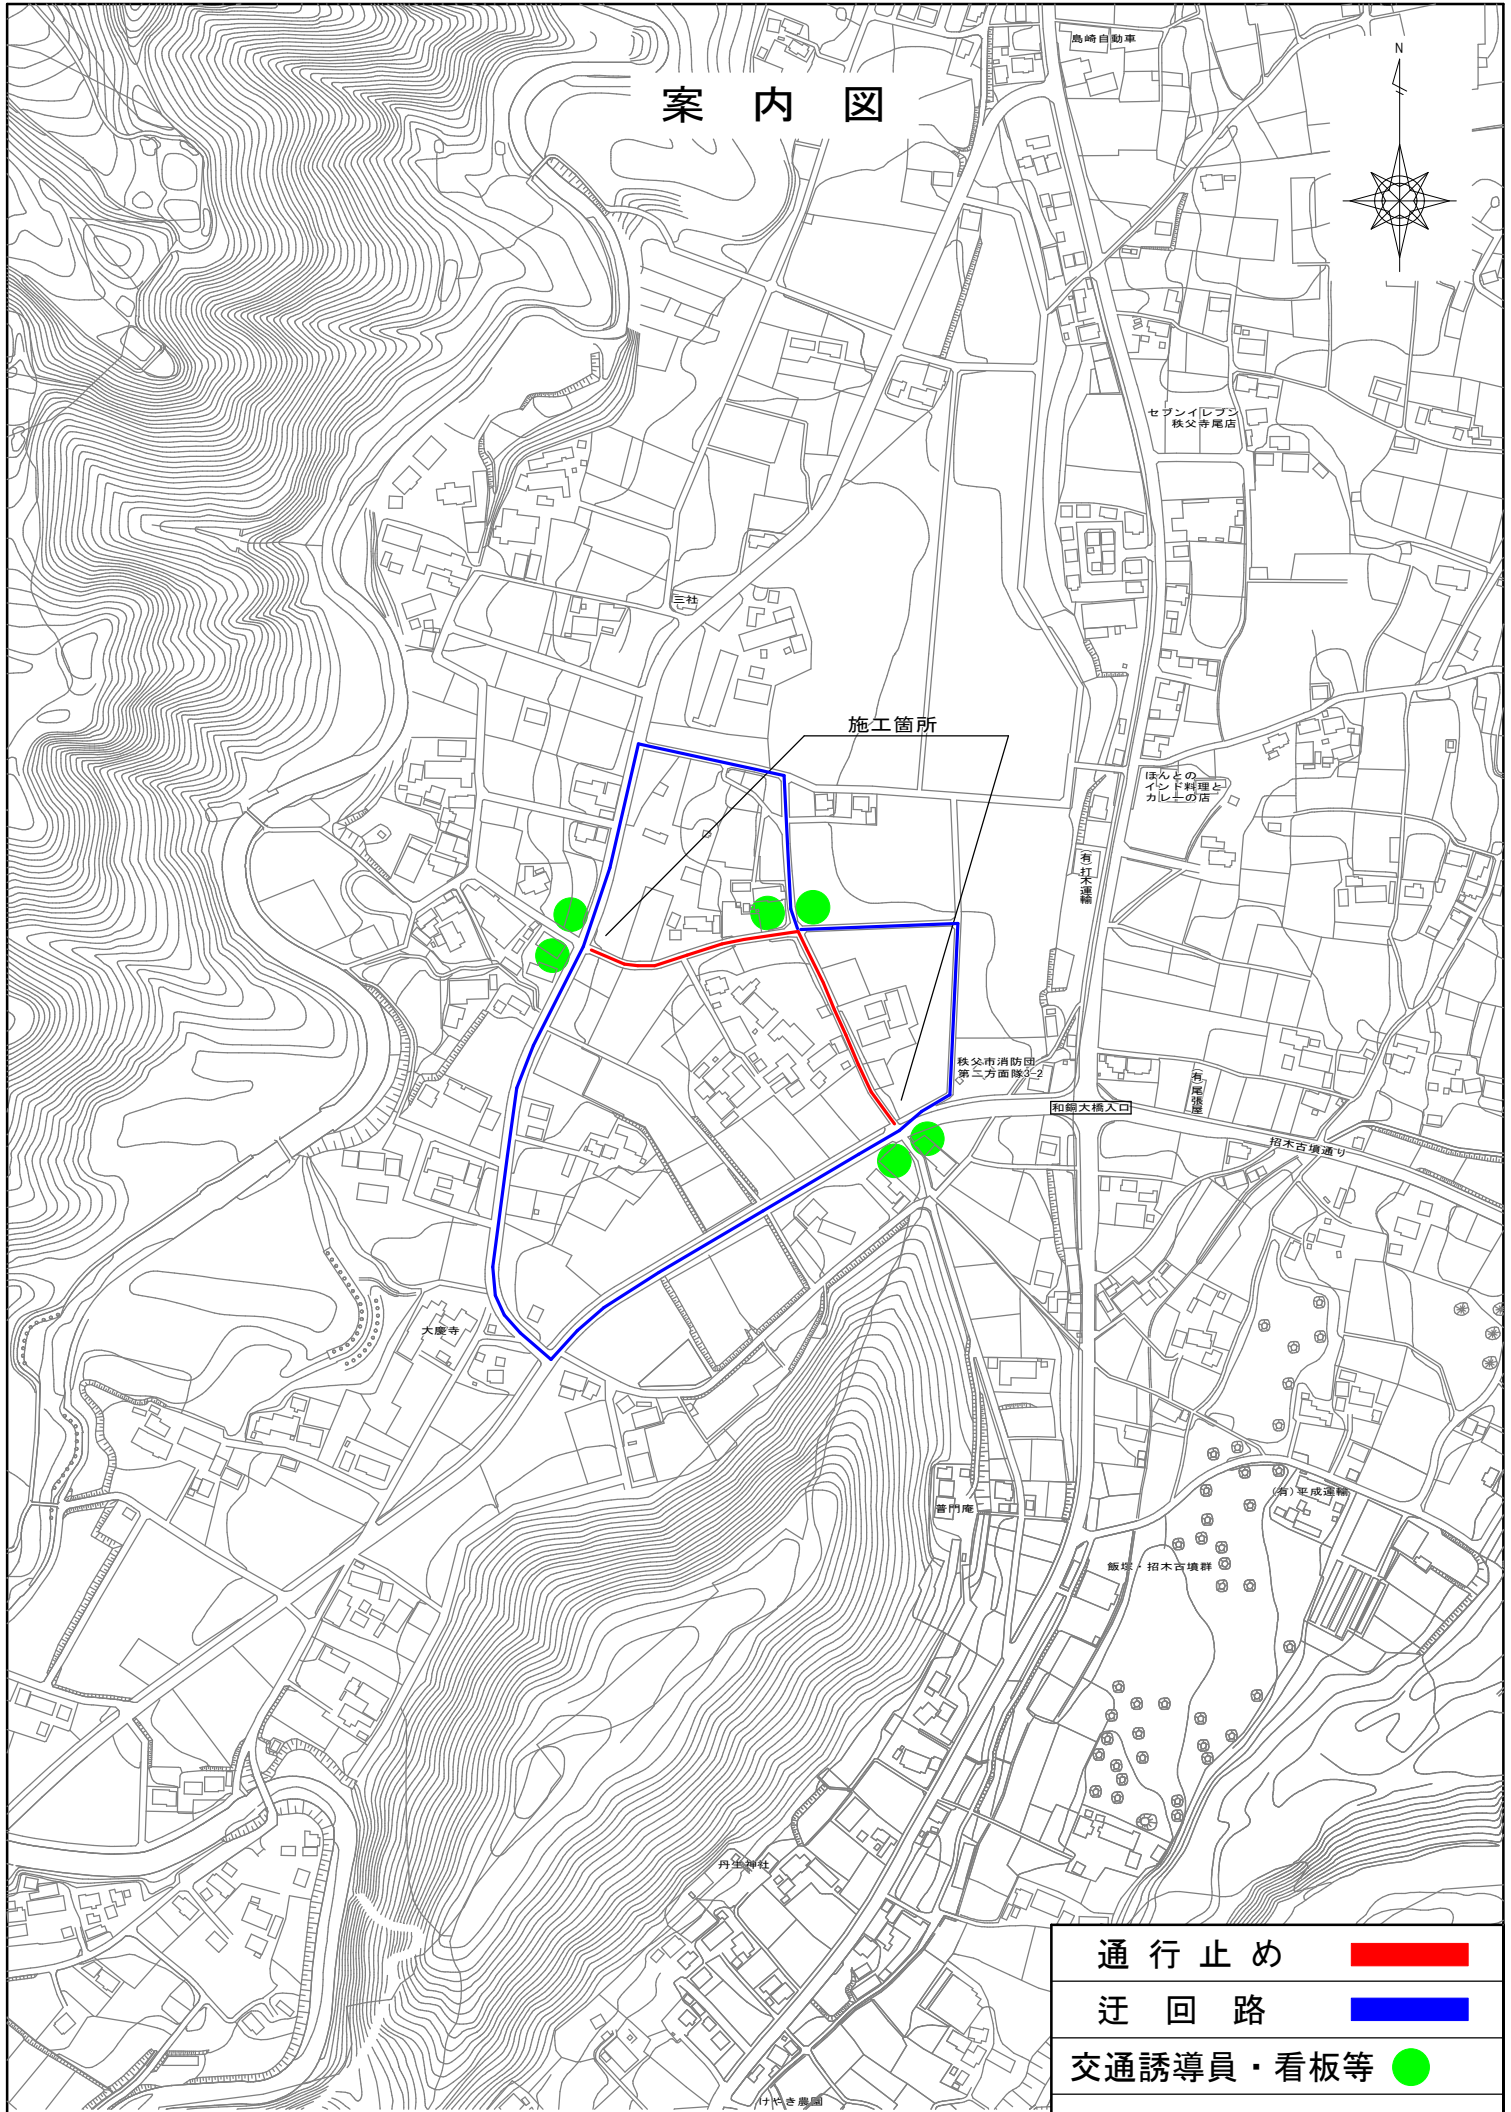 案内図
N
島崎自動車
セブンイレブン
秩父寺尾店
三社
施工箇所
ほんとの
インド料理と
カレーの店
(有)打木運輸
秩父市消防団
第二方面隊3-2
(有)尾張屋
和銅大橋入口
招木古墳通り
大慶寺
普門庵
(有)平成運輸
飯塚・招木古墳群
丹生神社
けやき農園
通行止め
迂回路
交通誘導員・看板等